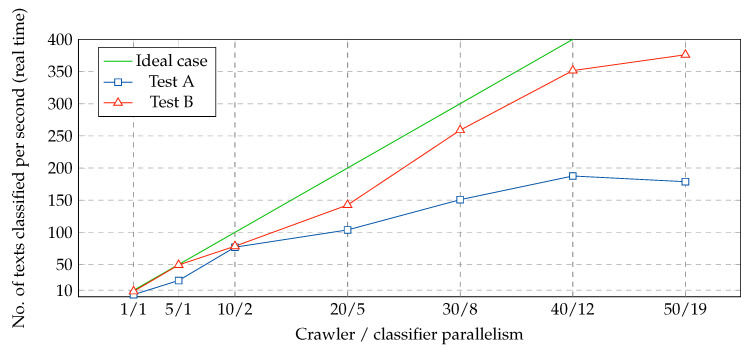 No. of texts classified per second (real time)
400
350
300
250
200
150
100
50
10
Ideal case
Test A
Test B
1/1 5/1 10/2 20/5 30/8 40/12 50/19
Crawler / classifier parallelism